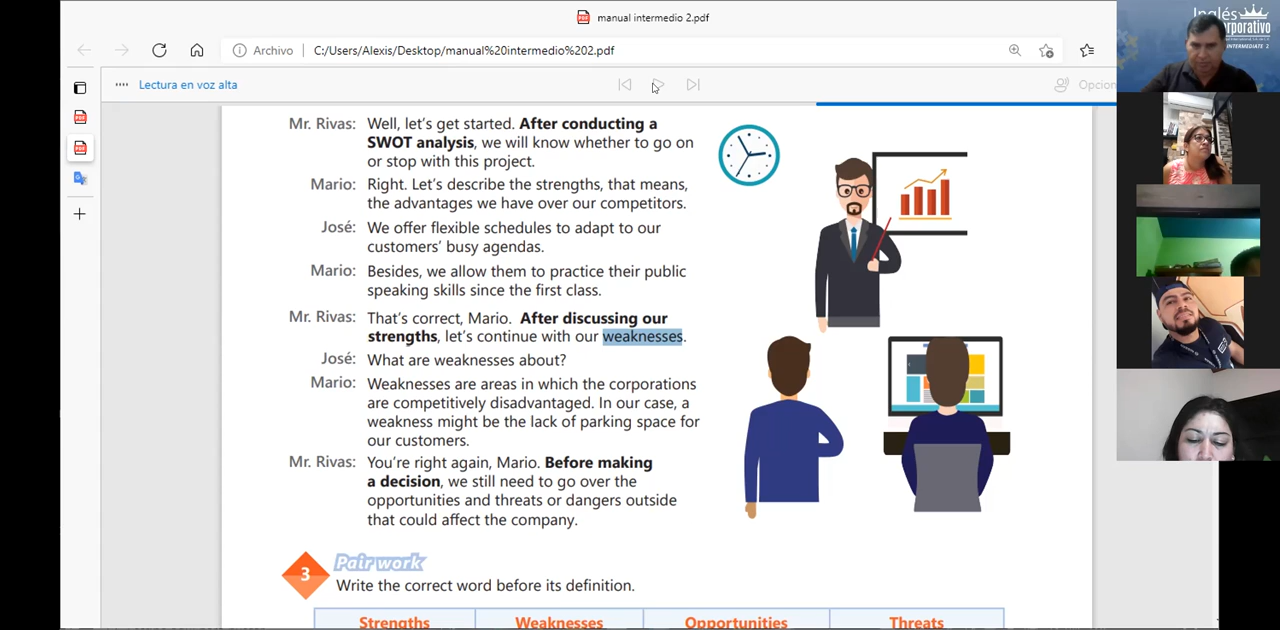 manual intermedio 2.pdf
Archivo
C:/Users/Alexis/Desktop/manual%20intermedio%202.pdf
Lectura en voz alta
Opcion
Inglés
orporativo
INTERMEDIATE 2
Mr. Rivas: Well, let's get started. After conducting a
SWOT analysis, we will know whether to go on
or stop with this project.
Mario: Right. Let's describe the strengths, that means,
the advantages we have over our competitors.
José: We offer flexible schedules to adapt to our
customers' busy agendas.
Mario: Besides, we allow them to practice their public
speaking skills since the first class.
Mr. Rivas: That's correct, Mario. After discussing our
strengths, let's continue with our weaknesses.
José: What are weaknesses about?
Mario: Weaknesses are areas in which the corporations
are competitively disadvantaged. In our case, a
weakness might be the lack of parking space for
our customers.
Mr. Rivas: You're right again, Mario. Before making
a decision, we still need to go over the
opportunities and threats or dangers outside
that could affect the company.
3 Pair work
Write the correct word before its definition.
Strengths Weaknesses Opportunities Threats